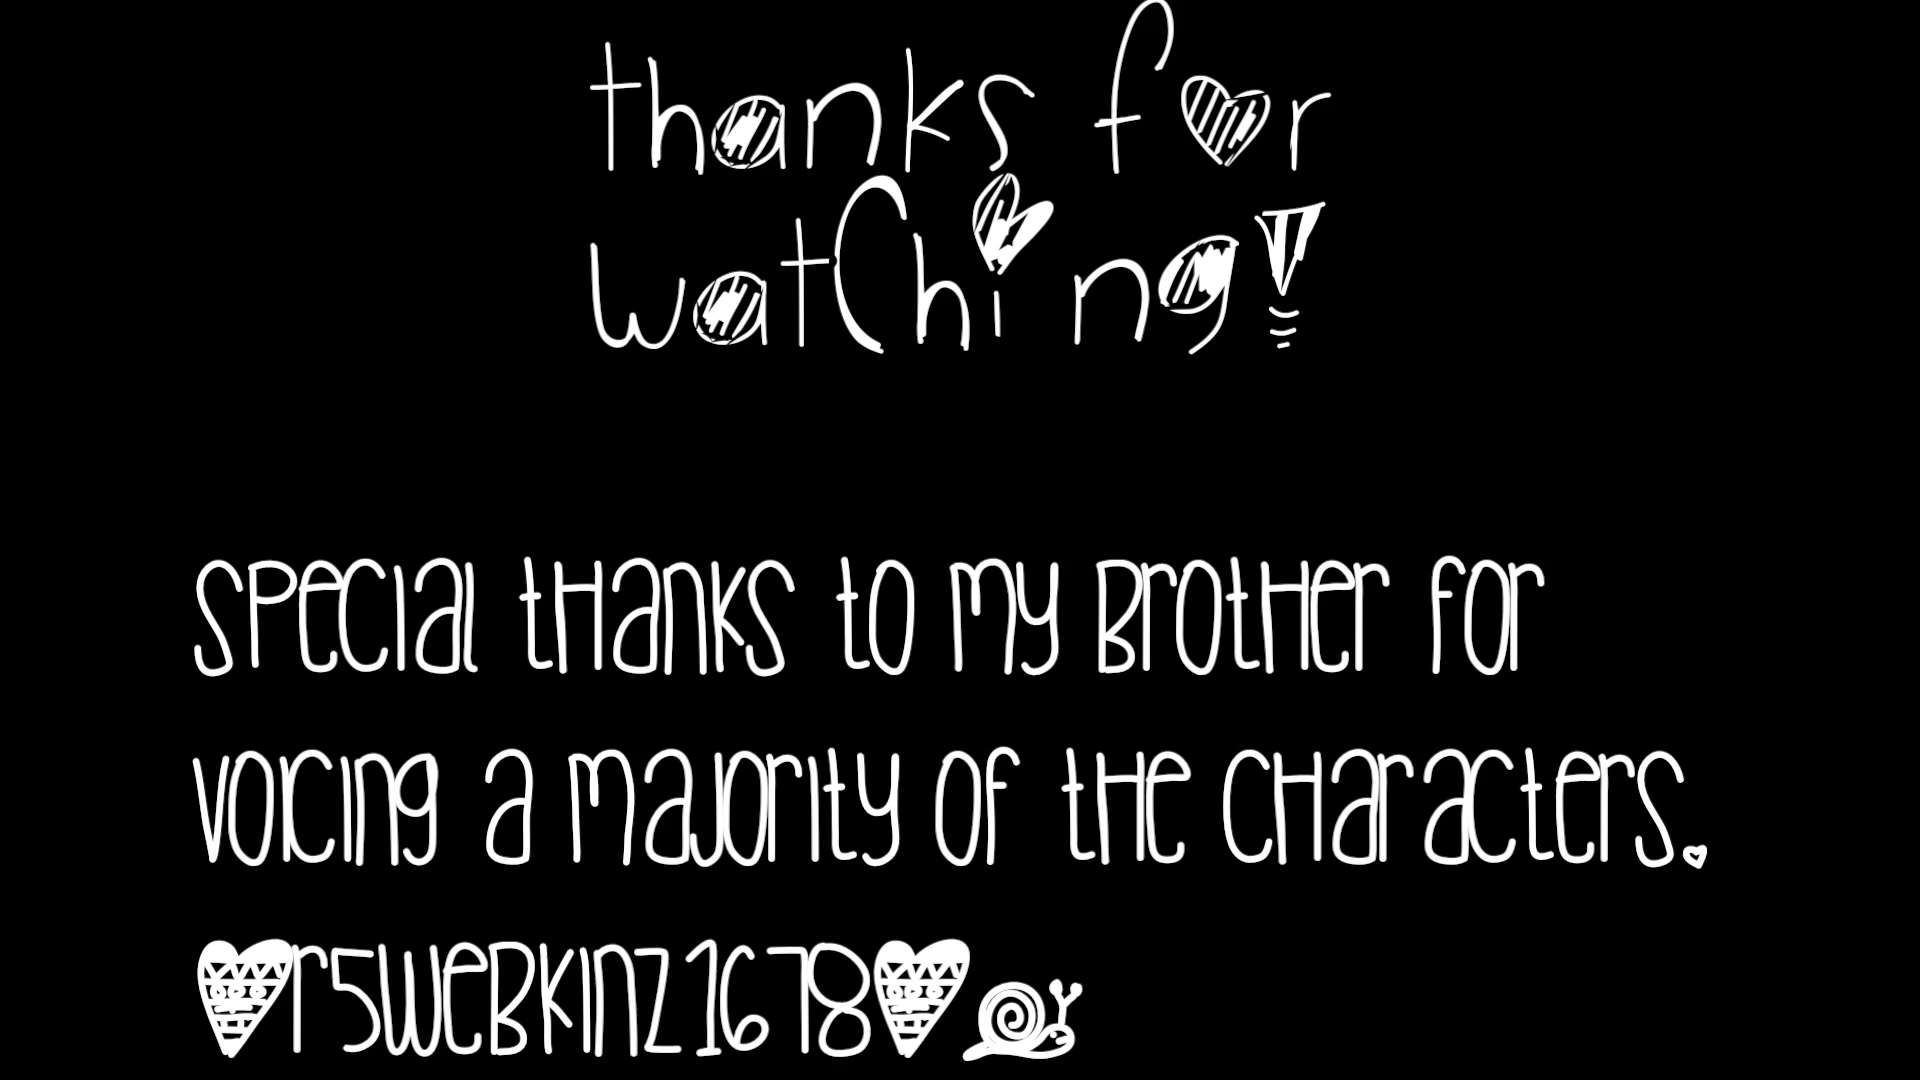 thanks for
watChing!
special thanks to my brother for
voicing a majority of the characters.
r5webkinz1678